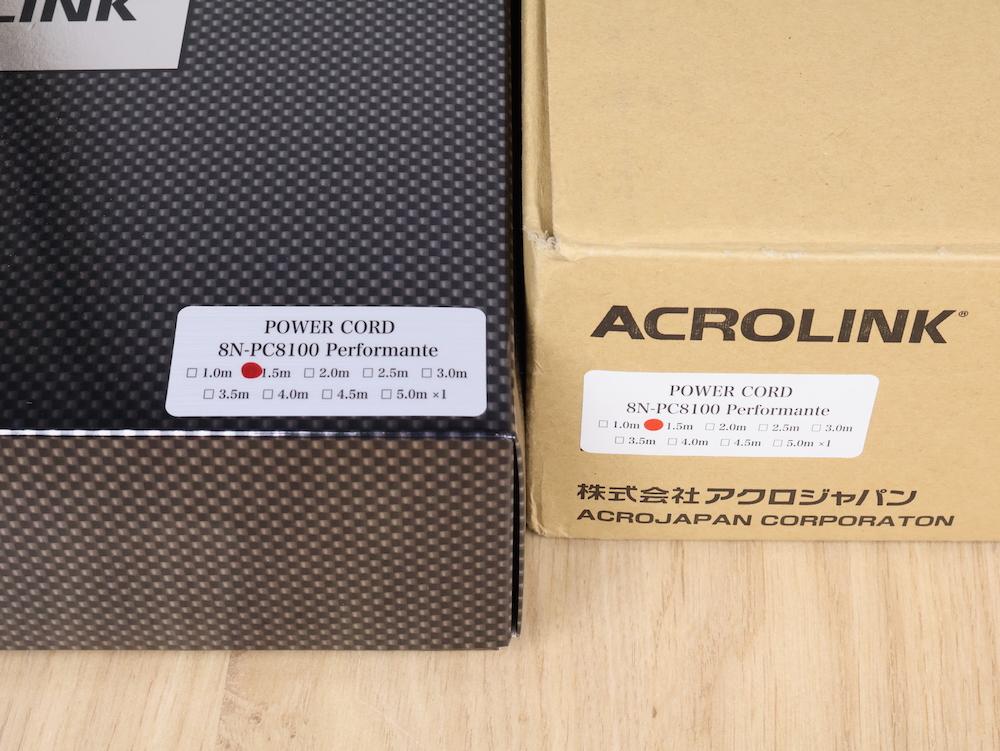 LINK
POWER CORD
8N-PC8100 Performante
□ 1.0m 1.5m □ 2.0m □ 2.5m □ 3.0m
□ 3.5m □ 4.0m □ 4.5m □ 5.0m ×1
ACROLINK®
POWER CORD
8N-PC8100 Performante
□ 1.0m 1.5m □ 2.0m □ 2.5m □ 3.0m
□ 3.5m □ 4.0m □ 4.5m □ 5.0m ×1
株式会社アクロジャパン
ACROJAPAN CORPORATON